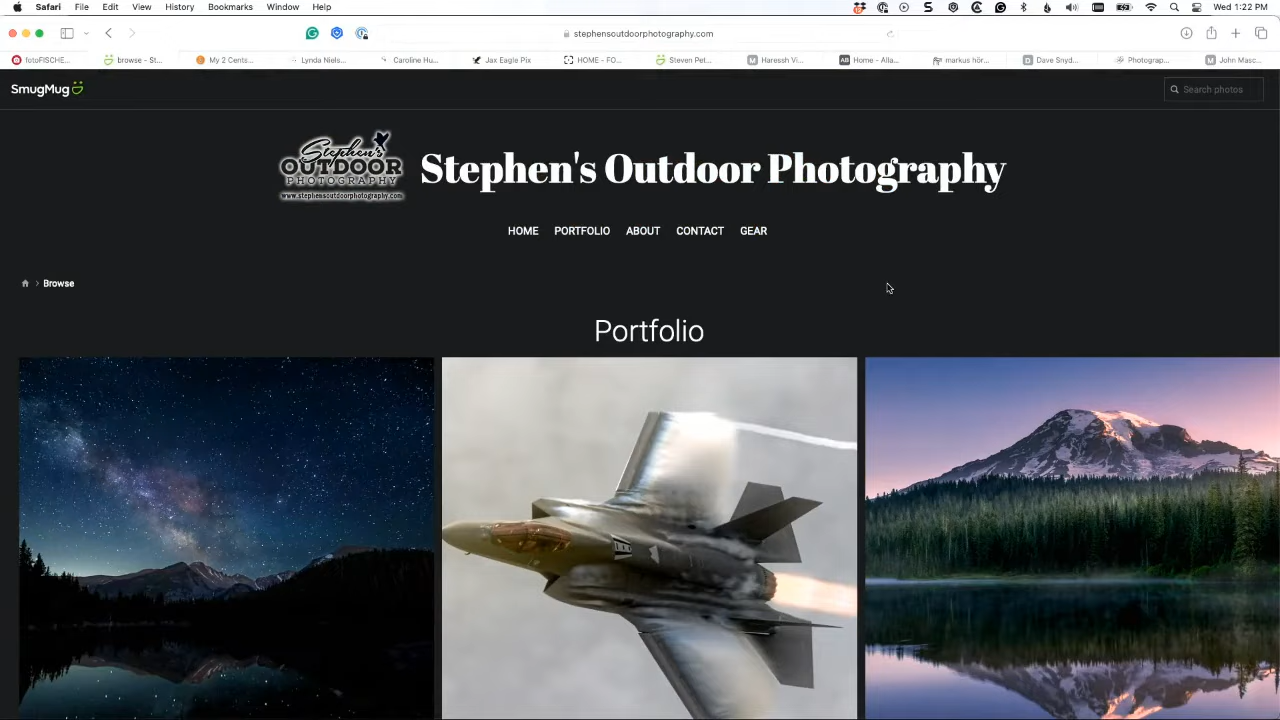 Safari File Edit View History Bookmarks Window Help
Wed 1:22 PM
stephensoutdoorphotography.com
fotoFISCHE... browse - St... My 2 Cents... Lynda Niels... Caroline Hu... Jax Eagle Pix HOME - FO... Steven Pet... Haressh Vi... Home - Alla... markus hör... Dave Snyd... Photograp... John Masc...
SmugMug
Search photos
Stephen's
OUTDOOR
PHOTOGRAPHY
www.stephensoutdoorphotography.com
Stephen's Outdoor Photography
HOME PORTFOLIO ABOUT CONTACT GEAR
Browse
Portfolio